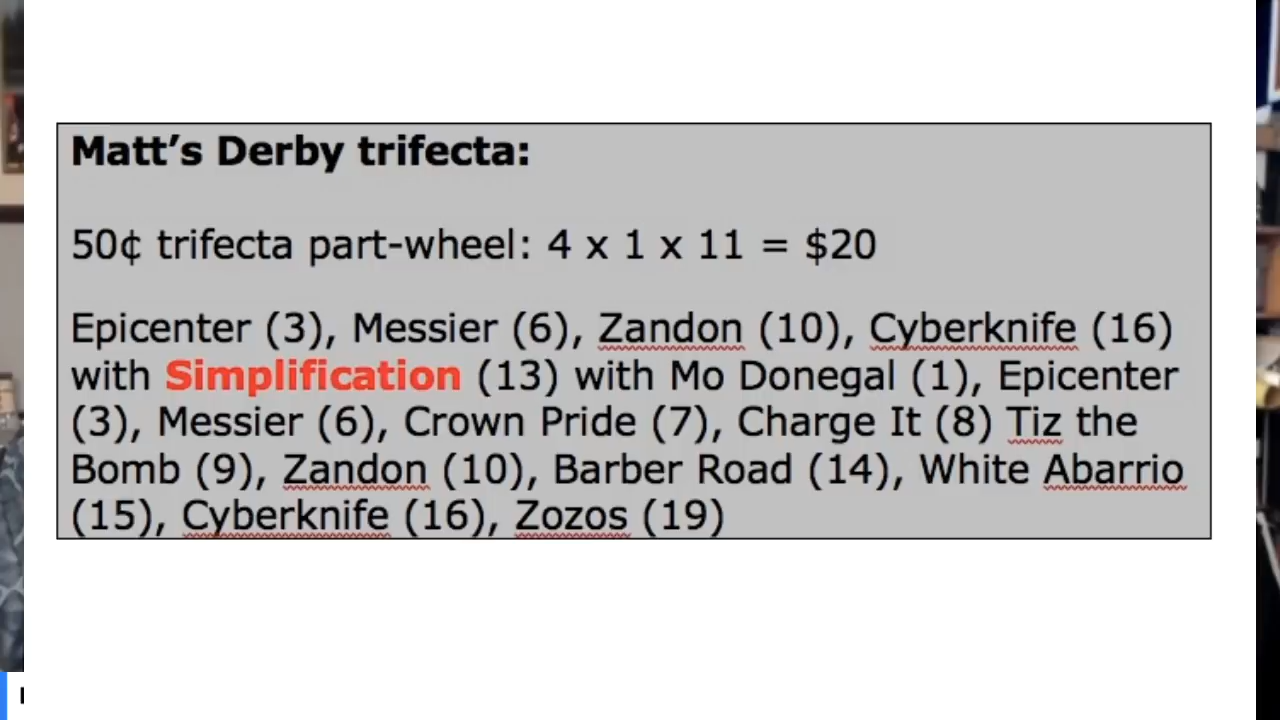 Matt’s Derby trifecta:
50¢ trifecta part-wheel: 4 x 1 x 11 = $20
Epicenter (3), Messier (6), Zandon (10), Cyberknife (16)
with Simplification (13) with Mo Donegal (1), Epicenter
(3), Messier (6), Crown Pride (7), Charge It (8) Tiz the
Bomb (9), Zandon (10), Barber Road (14), White Abarrio
(15), Cyberknife (16), Zozos (19)